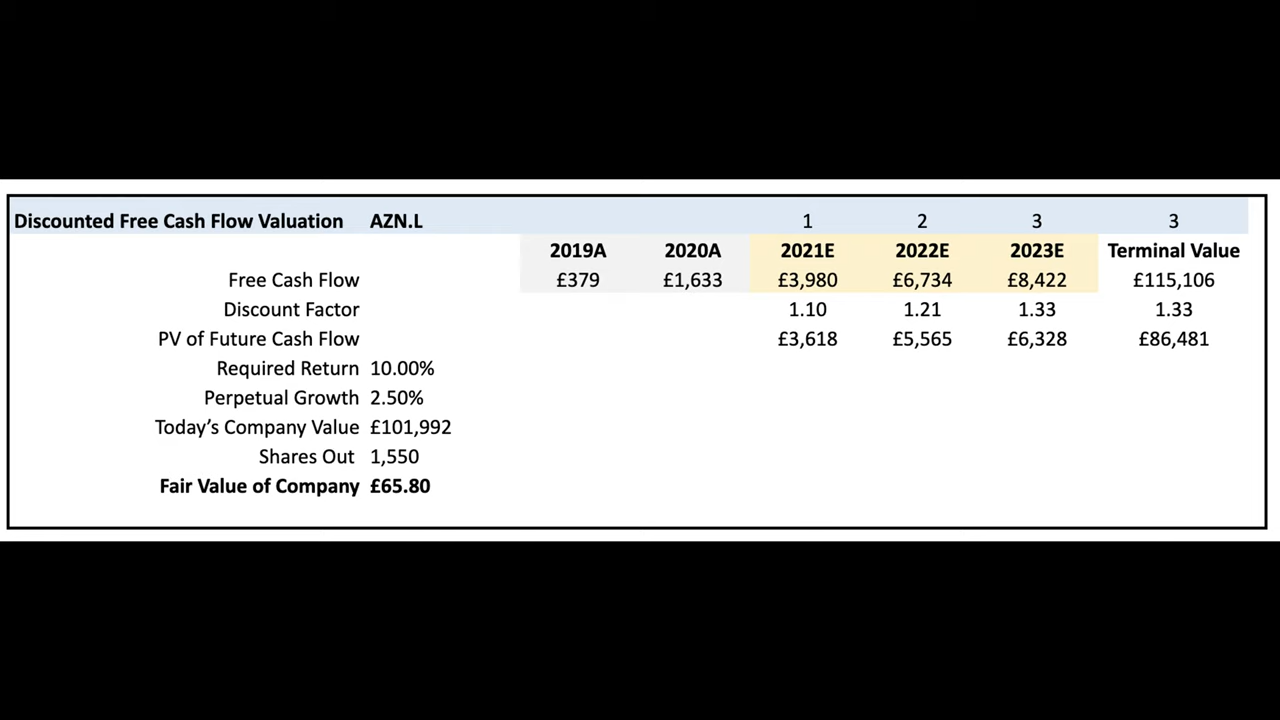 Discounted Free Cash Flow Valuation AZN.L 1 2 3 3
2019A 2020A 2021E 2022E 2023E Terminal Value
Free Cash Flow £379 £1,633 £3,980 £6,734 £8,422 £115,106
Discount Factor 1.10 1.21 1.33 1.33
PV of Future Cash Flow £3,618 £5,565 £6,328 £86,481
Required Return 10.00%
Perpetual Growth 2.50%
Today’s Company Value £101,992
Shares Out 1,550
Fair Value of Company £65.80